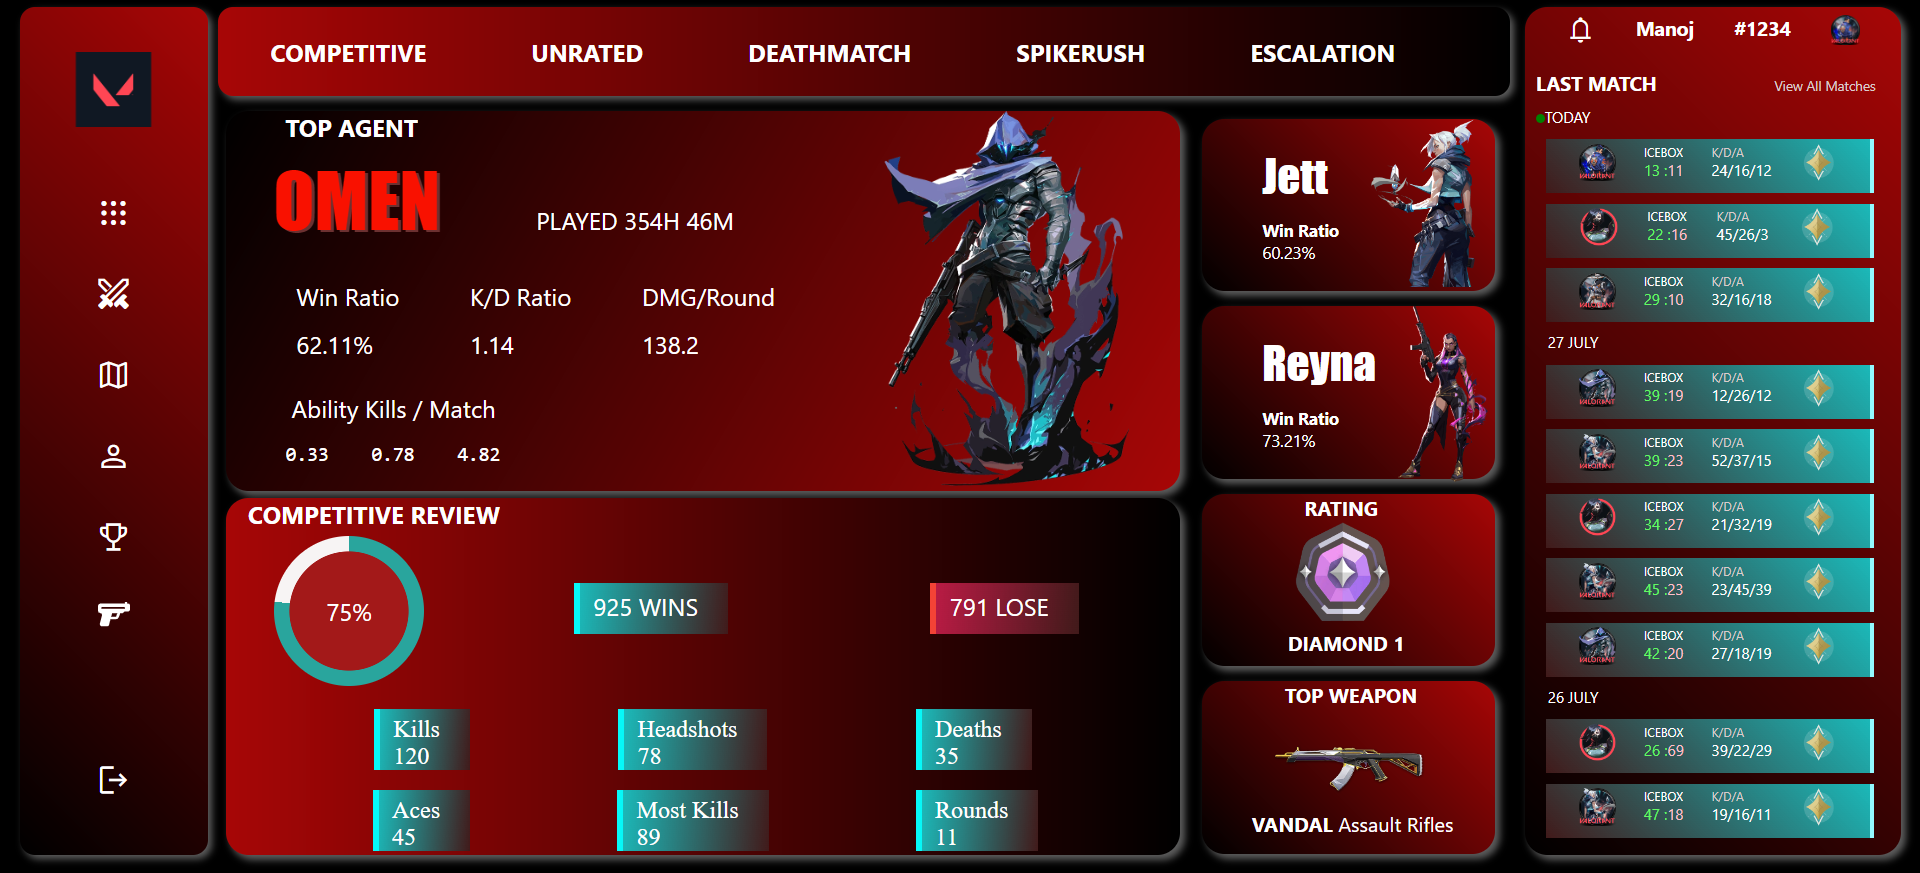 COMPETITIVE UNRATED DEATHMATCH SPIKERUSH ESCALATION
TOP AGENT
OMEN
PLAYED 354H 46M
Win Ratio K/D Ratio DMG/Round
62.11% 1.14 138.2
Ability Kills / Match
0.33 0.78 4.82
COMPETITIVE REVIEW
75%
925 WINS
791 LOSE
Kills Headshots Deaths
120 78 35
Aces Most Kills Rounds
45 89 11
Jett
Win Ratio
60.23%
Reyna
Win Ratio
73.21%
RATING
DIAMOND 1
TOP WEAPON
VANDAL Assault Rifles
Manoj #1234
LAST MATCH View All Matches
TODAY
ICEBOX K/D/A
13 :11 24/16/12
ICEBOX K/D/A
22 :16 45/26/3
ICEBOX K/D/A
29 :10 32/16/18
27 JULY
ICEBOX K/D/A
39 :19 12/26/12
ICEBOX K/D/A
39 :23 52/37/15
ICEBOX K/D/A
34 :27 21/32/19
ICEBOX K/D/A
45 :23 23/45/39
ICEBOX K/D/A
42 :20 27/18/19
26 JULY
ICEBOX K/D/A
26 :69 39/22/29
ICEBOX K/D/A
47 :18 19/16/11